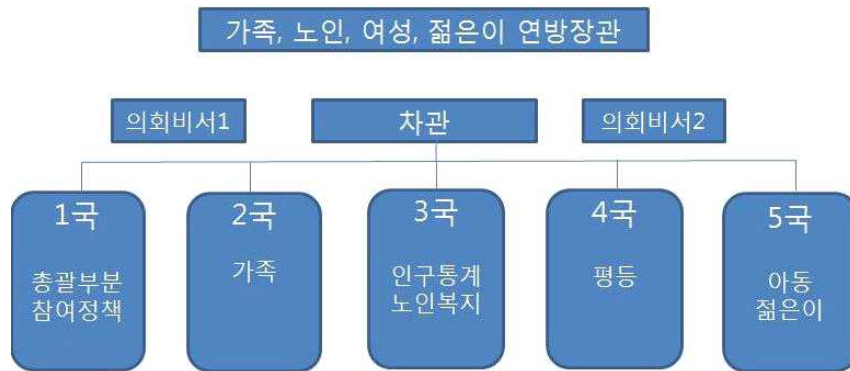 가족, 노인, 여성, 젊은이 연방장관
의회비서1
차관
의회비서2
1국
총괄부분
참여정책
2국
가족
3국
인구통계
노인복지
4국
평등
5국
아동
젊은이